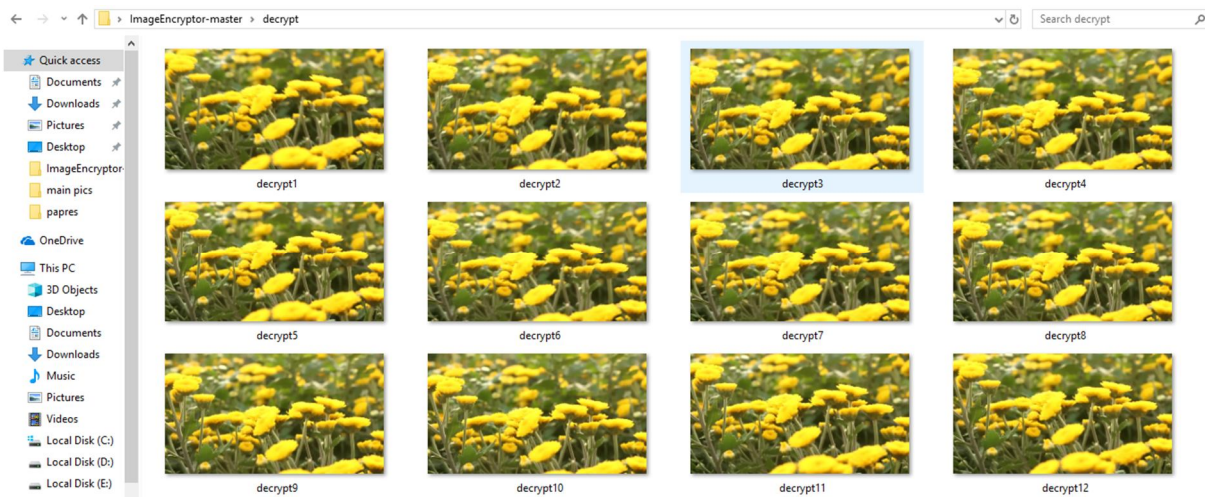 ImageEncryptor-master > decrypt
Search decrypt
Quick access
Documents
Downloads
Pictures
Desktop
ImageEncryptor-
main pics
papres
OneDrive
This PC
3D Objects
Desktop
Documents
Downloads
Music
Pictures
Videos
Local Disk (C:)
Local Disk (D:)
Local Disk (E:)
decrypt1
decrypt2
decrypt3
decrypt4
decrypt5
decrypt6
decrypt7
decrypt8
decrypt9
decrypt10
decrypt11
decrypt12